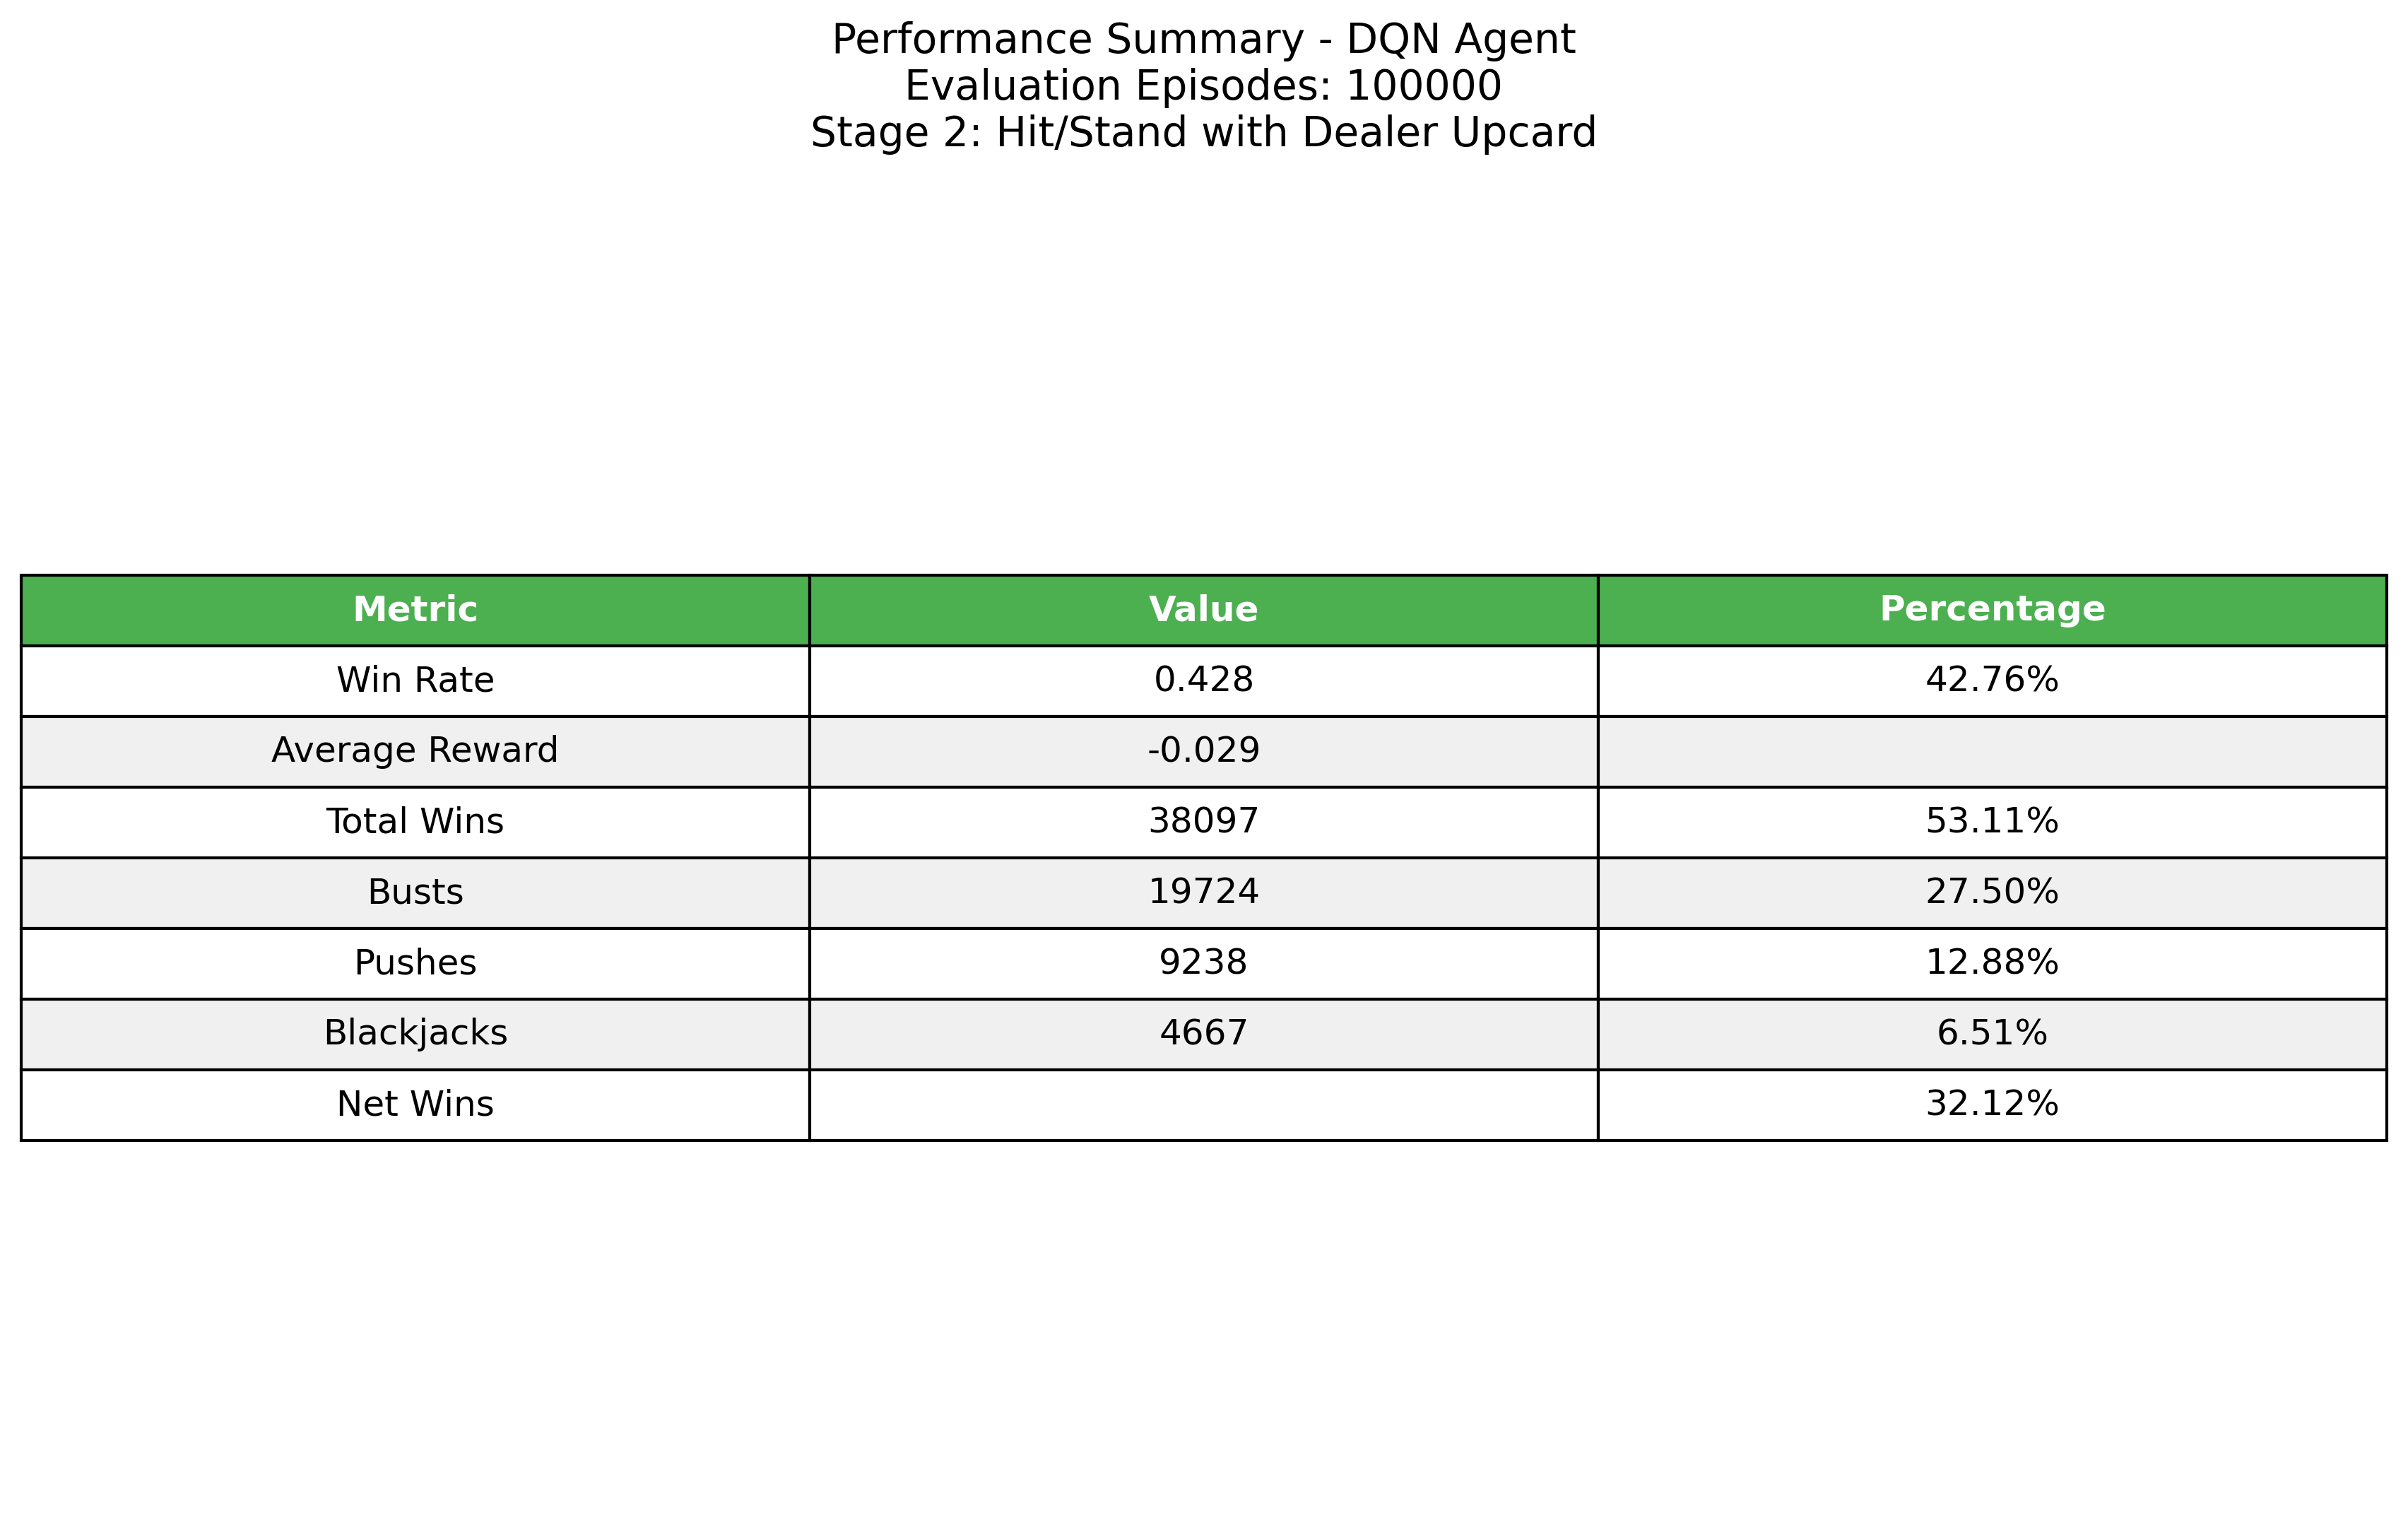 Performance Summary - DQN Agent
Evaluation Episodes: 100000
Stage 2: Hit/Stand with Dealer Upcard
Metric Value Percentage
Win Rate 0.428 42.76%
Average Reward -0.029
Total Wins 38097 53.11%
Busts 19724 27.50%
Pushes 9238 12.88%
Blackjacks 4667 6.51%
Net Wins 32.12%